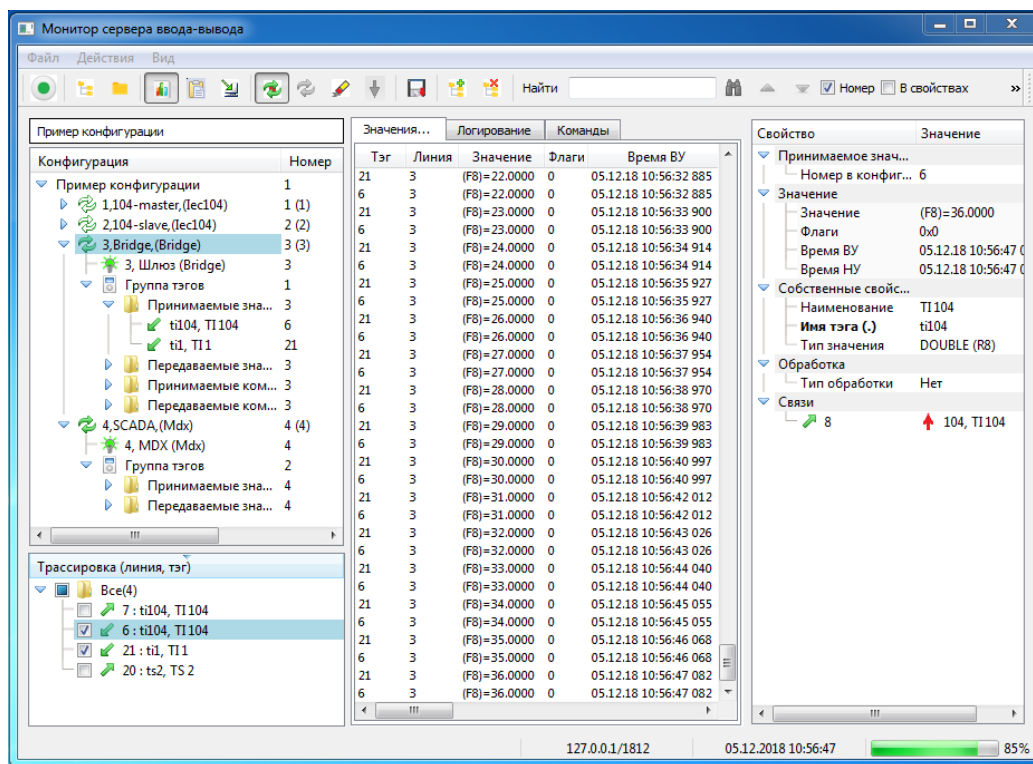 Монитор сервера ввода-вывода
Файл Действия Вид
Найти Номер В свойствах »
Пример конфигурации
Конфигурация Номер
Пример конфигурации 1
1,104-master,(Iec104) 1 (1)
2,104-slave,(Iec104) 2 (2)
3,Bridge,(Bridge) 3 (3)
3, Шлюз (Bridge) 3
Группа тэгов 1
Принимаемые зна... 3
ti104, TI104 6
ti1, TI1 21
Передаваемые зна... 3
Принимаемые ком... 3
Передаваемые ком... 3
4,SCADA,(Mdx) 4 (4)
4, MDX (Mdx) 4
Группа тэгов 2
Принимаемые зна... 4
Передаваемые зна... 4
Трассировка (линия, тэг)
Все(4)
7 : ti104, TI104
6 : ti104, TI104
21 : ti1, TI1
20 : ts2, TS 2
Значения... Логирование Команды
Тэг Линия Значение Флаги Время ВУ
21 3 (F8)=22.0000 0 05.12.18 10:56:32 885
6 3 (F8)=22.0000 0 05.12.18 10:56:32 885
21 3 (F8)=23.0000 0 05.12.18 10:56:33 900
6 3 (F8)=23.0000 0 05.12.18 10:56:33 900
21 3 (F8)=24.0000 0 05.12.18 10:56:34 914
6 3 (F8)=24.0000 0 05.12.18 10:56:34 914
21 3 (F8)=25.0000 0 05.12.18 10:56:35 927
6 3 (F8)=25.0000 0 05.12.18 10:56:35 927
21 3 (F8)=26.0000 0 05.12.18 10:56:36 940
6 3 (F8)=26.0000 0 05.12.18 10:56:36 940
21 3 (F8)=27.0000 0 05.12.18 10:56:37 954
6 3 (F8)=27.0000 0 05.12.18 10:56:37 954
21 3 (F8)=28.0000 0 05.12.18 10:56:38 970
6 3 (F8)=28.0000 0 05.12.18 10:56:38 970
21 3 (F8)=29.0000 0 05.12.18 10:56:39 983
6 3 (F8)=29.0000 0 05.12.18 10:56:39 983
21 3 (F8)=30.0000 0 05.12.18 10:56:40 997
6 3 (F8)=30.0000 0 05.12.18 10:56:40 997
21 3 (F8)=31.0000 0 05.12.18 10:56:42 012
6 3 (F8)=31.0000 0 05.12.18 10:56:42 012
21 3 (F8)=32.0000 0 05.12.18 10:56:43 026
6 3 (F8)=32.0000 0 05.12.18 10:56:43 026
21 3 (F8)=33.0000 0 05.12.18 10:56:44 040
6 3 (F8)=33.0000 0 05.12.18 10:56:44 040
21 3 (F8)=34.0000 0 05.12.18 10:56:45 055
6 3 (F8)=34.0000 0 05.12.18 10:56:45 055
21 3 (F8)=35.0000 0 05.12.18 10:56:46 068
6 3 (F8)=35.0000 0 05.12.18 10:56:46 068
21 3 (F8)=36.0000 0 05.12.18 10:56:47 082
6 3 (F8)=36.0000 0 05.12.18 10:56:47 082
Свойство Значение
Принимаемое знач...
Номер в конфиг... 6
Значение
Значение (F8)=36.0000
Флаги 0x0
Время ВУ 05.12.18 10:56:47 0
Время НУ 05.12.18 10:56:47 0
Собственные свойс...
Наименование TI104
Имя тэга (.) ti104
Тип значения DOUBLE (R8)
Обработка
Тип обработки Нет
Связи
8 104, TI104
127.0.0.1/1812 05.12.2018 10:56:47 85%